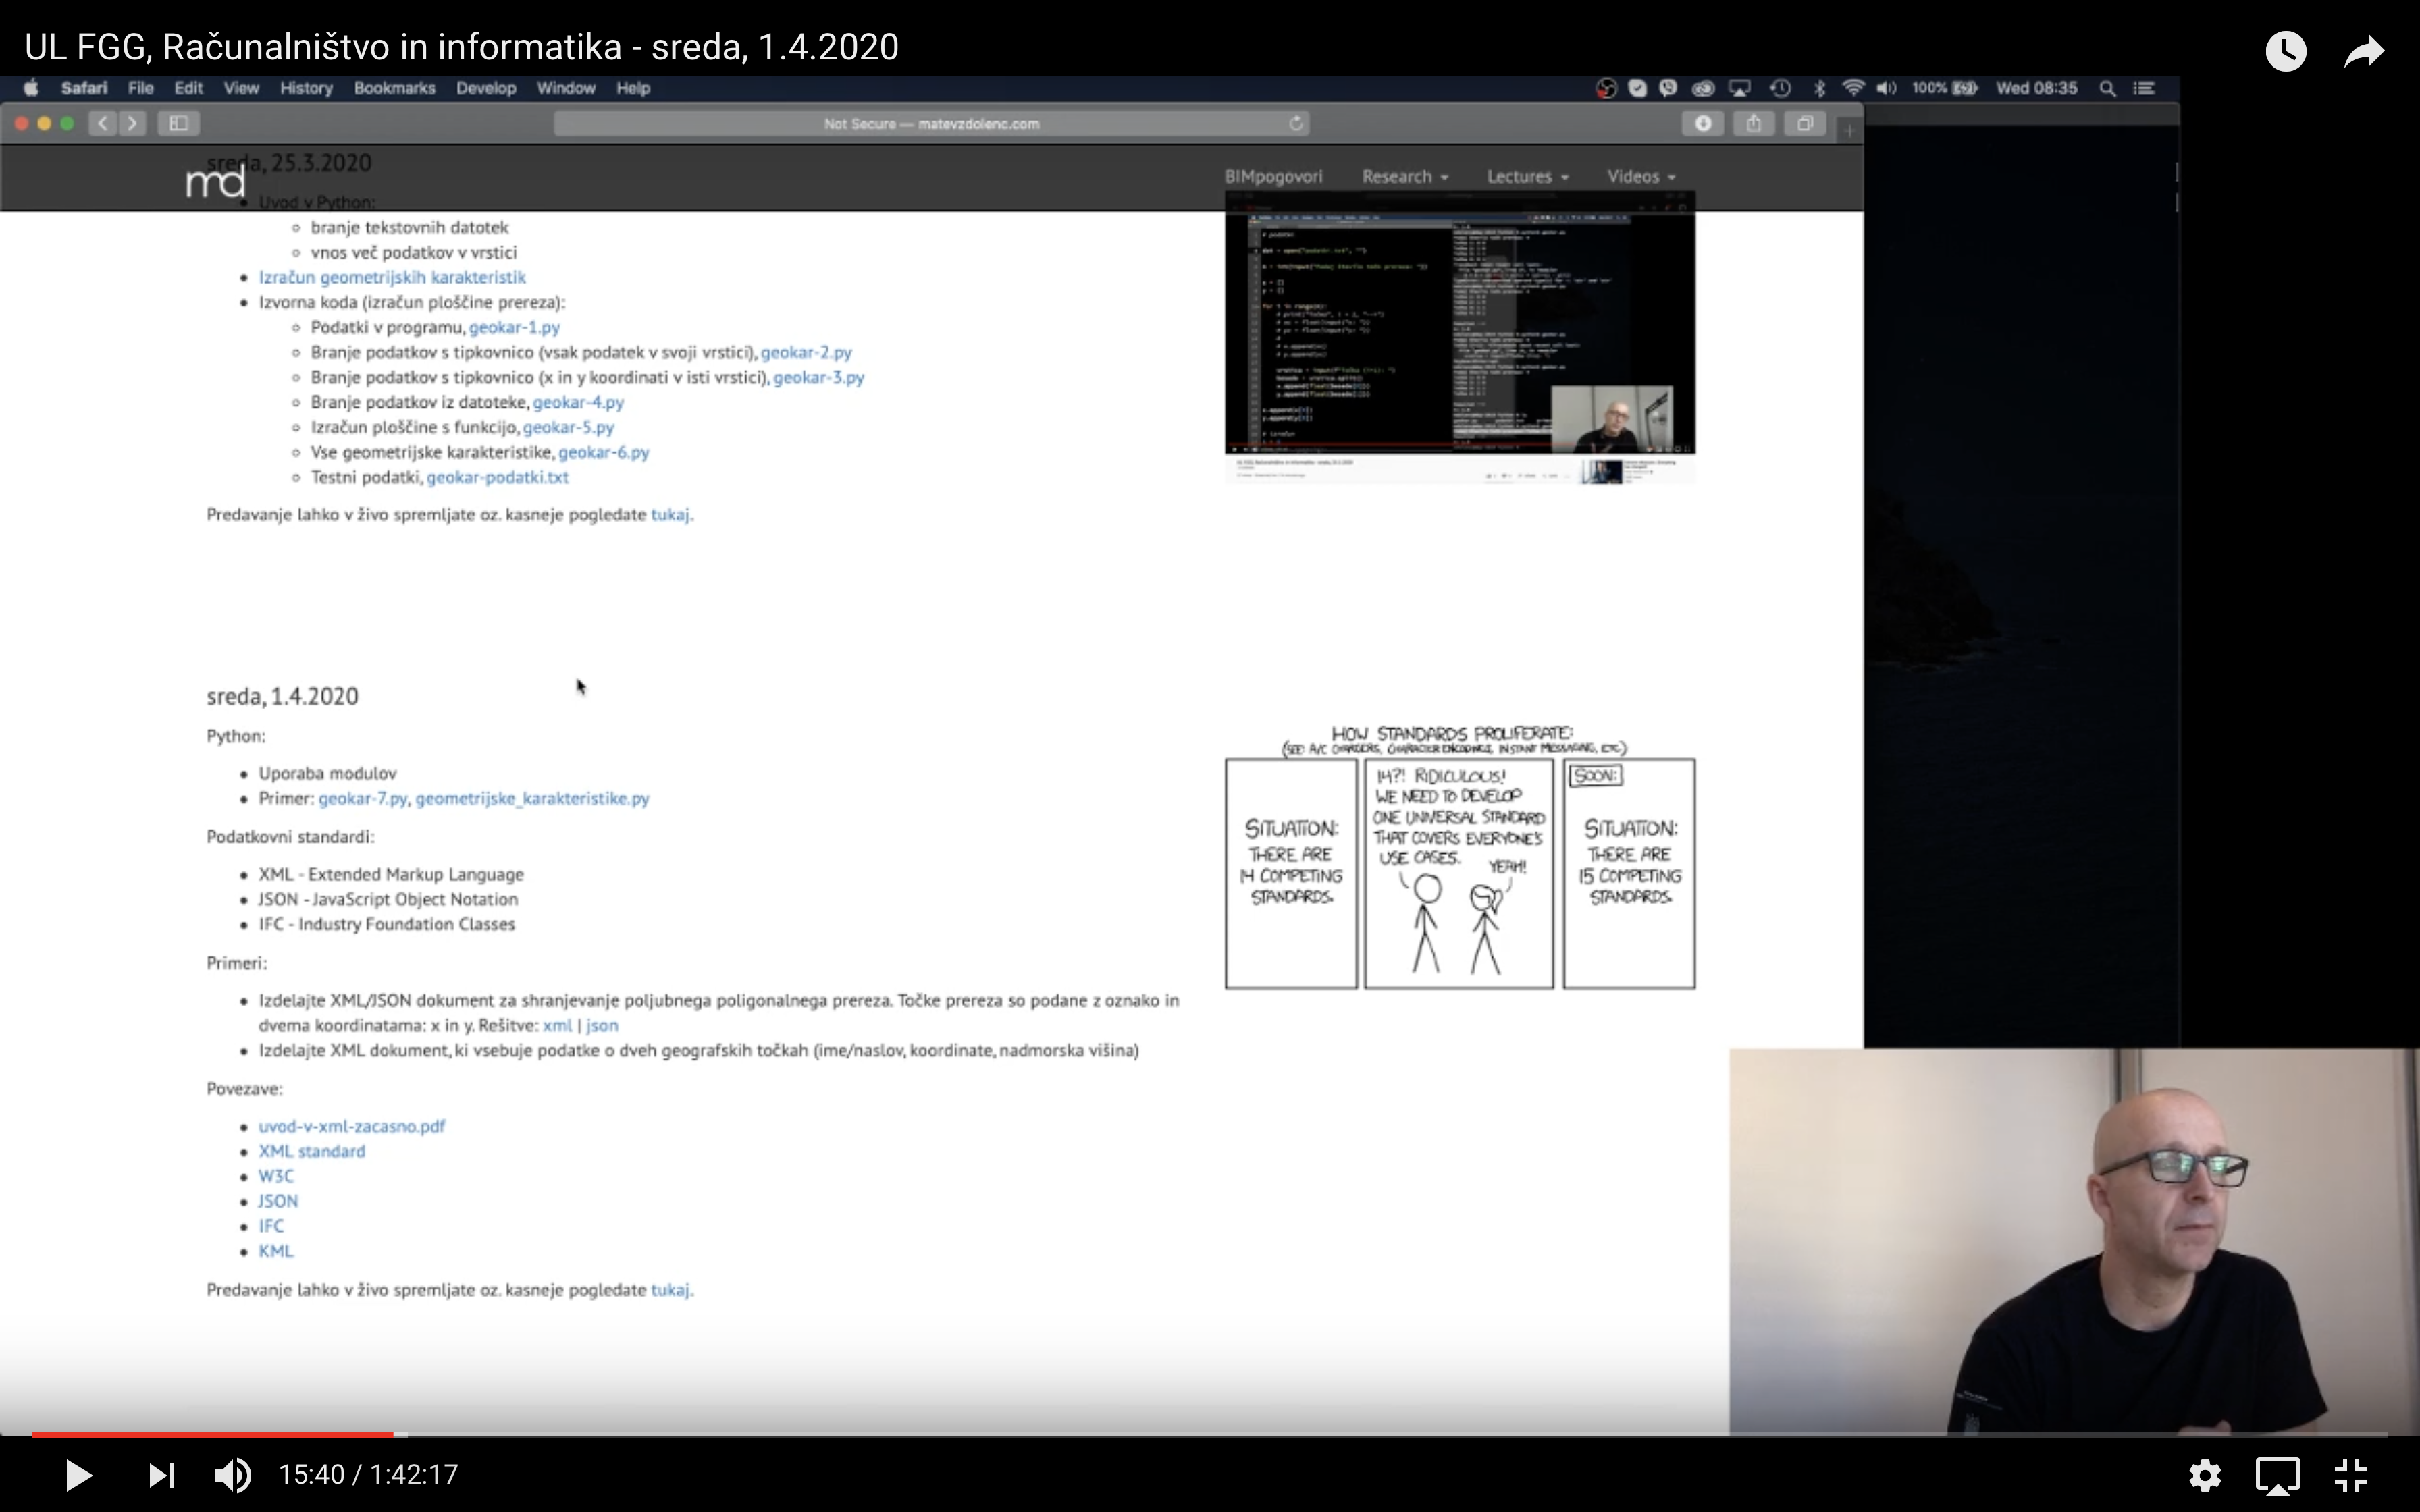 UL FGG, Računalništvo in informatika - sreda, 1.4.2020
Safari File Edit View History Bookmarks Develop Window Help
100% Wed 08:35
Not Secure — matevzdolenc.com
sreda, 25.3.2020
md
BIMpogovori Research Lectures Videos
Uvod v Python:
branje tekstovnih datotek
vnos več podatkov v vrstici
Izračun geometrijskih karakteristik
Izvorna koda (izračun ploščine prereza):
Podatki v programu, geokar-1.py
Branje podatkov s tipkovnico (vsak podatek v svoji vrstici), geokar-2.py
Branje podatkov s tipkovnico (x in y koordinati v isti vrstici), geokar-3.py
Branje podatkov iz datoteke, geokar-4.py
Izračun ploščine s funkcijo, geokar-5.py
Vse geometrijske karakteristike, geokar-6.py
Testni podatki, geokar-podatki.txt
Predavanje lahko v živo spremljate oz. kasneje pogledate tukaj.
sreda, 1.4.2020
Python:
Uporaba modulov
Primer: geokar-7.py, geometrijske_karakteristike.py
Podatkovni standardi:
XML - Extended Markup Language
JSON - JavaScript Object Notation
IFC - Industry Foundation Classes
Primeri:
Izdelajte XML/JSON dokument za shranjevanje poljubnega poligonalnega prereza. Točke prereza so podane z oznako in
dvema koordinatama: x in y. Rešitve: xml | json
Izdelajte XML dokument, ki vsebuje podatke o dveh geografskih točkah (ime/naslov, koordinate, nadmorska višina)
Povezave:
uvod-v-xml-zacasno.pdf
XML standard
W3C
JSON
IFC
KML
Predavanje lahko v živo spremljate oz. kasneje pogledate tukaj.
HOW STANDARDS PROLIFERATE:
(SEE: A/C CHARGERS, CHARACTER ENCODINGS, INSTANT MESSAGING, ETC.)
SITUATION:
THERE ARE
14 COMPETING
STANDARDS.
14?! RIDICULOUS!
WE NEED TO DEVELOP
ONE UNIVERSAL STANDARD
THAT COVERS EVERYONE'S
USE CASES.
YEAH!
SOON:
SITUATION:
THERE ARE
15 COMPETING
STANDARDS.
15:40 / 1:42:17